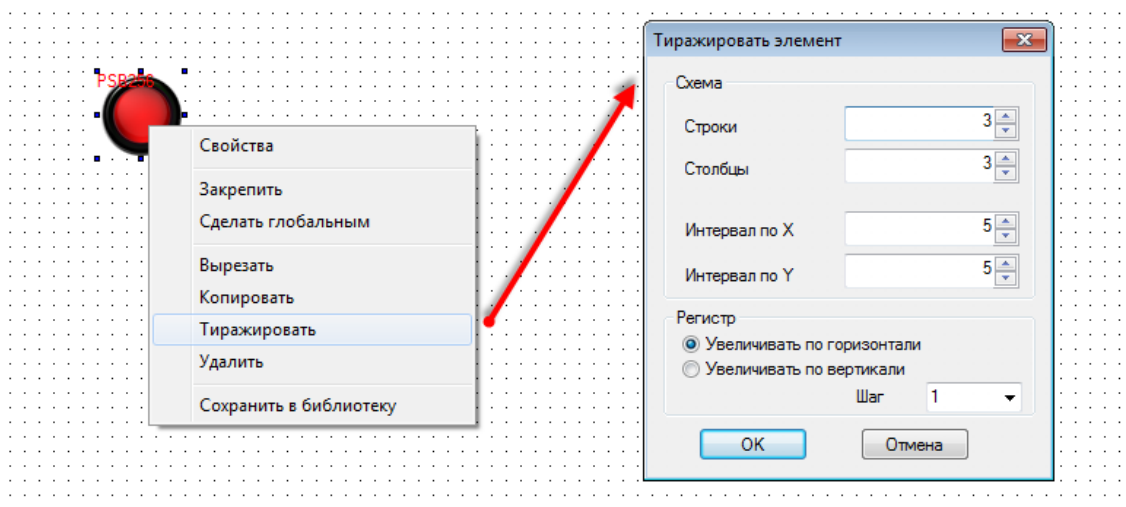 PSB256
Свойства
Закрепить
Сделать глобальным
Вырезать
Копировать
Тиражировать
Удалить
Сохранить в библиотеку
Тиражировать элемент
Схема
Строки 3
Столбцы 3
Интервал по X 5
Интервал по Y 5
Регистр
Увеличивать по горизонтали
Увеличивать по вертикали
Шаг 1
OK Отмена